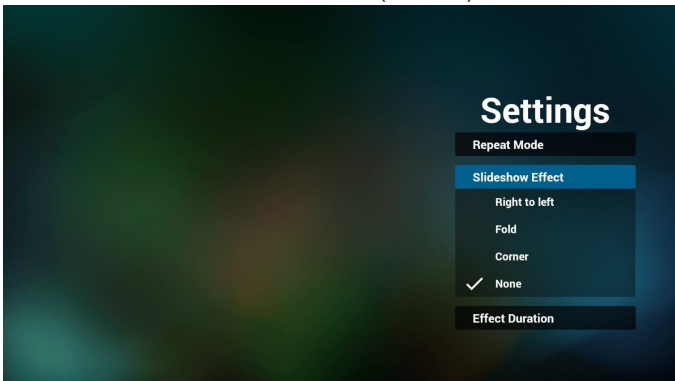 Settings
Repeat Mode
Slideshow Effect
Right to left
Fold
Corner
None
Effect Duration